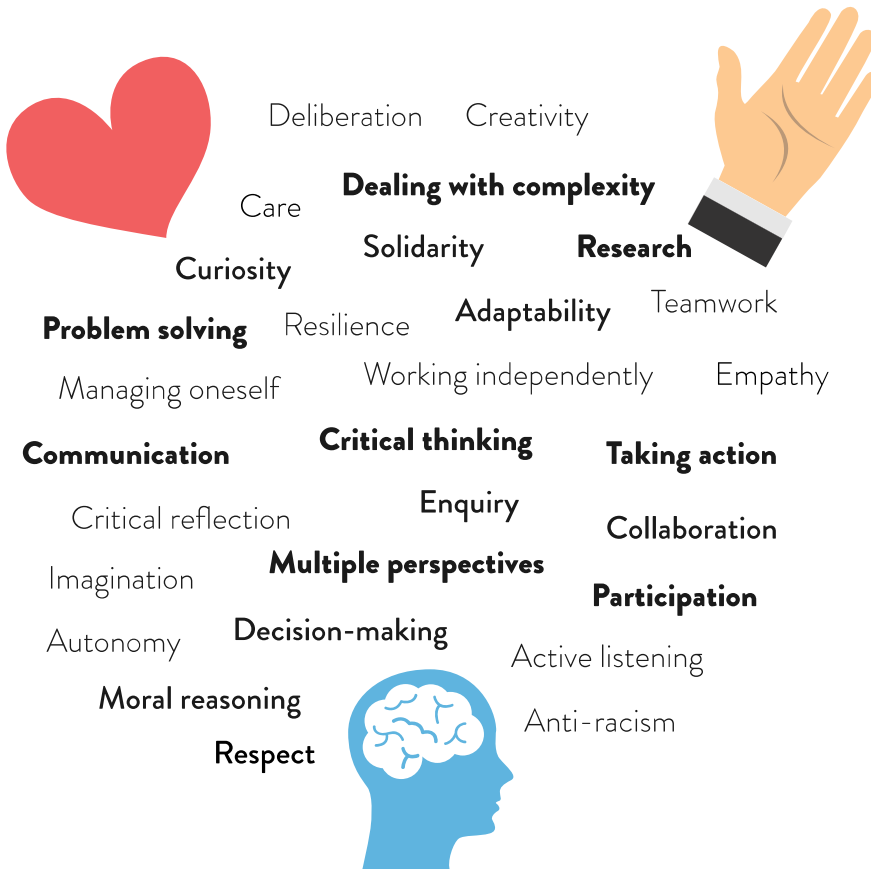 Deliberation
Creativity
Dealing with complexity
Care
Solidarity
Research
Curiosity
Adaptability
Teamwork
Problem solving
Resilience
Working independently
Empathy
Managing oneself
Critical thinking
Communication
Taking action
Enquiry
Critical reflection
Collaboration
Multiple perspectives
Imagination
Participation
Decision-making
Autonomy
Active listening
Moral reasoning
Anti-racism
Respect